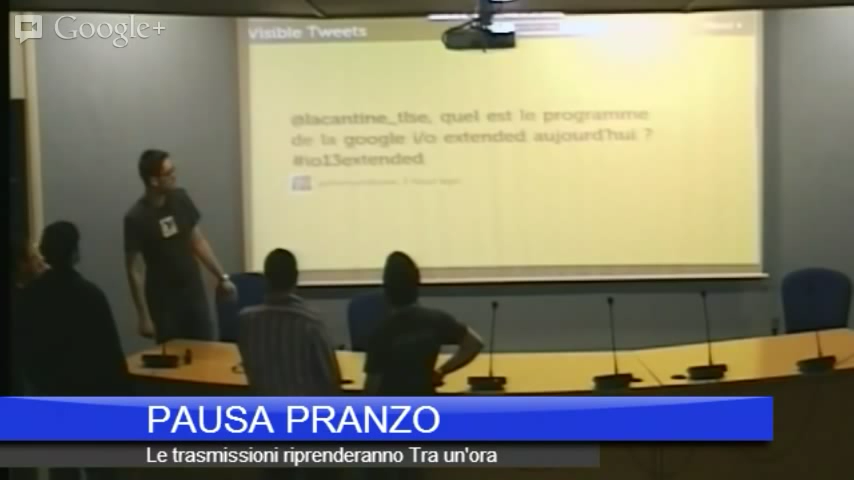 Google+
Visible Tweets
@lacantine_tlse, quel est le programme
de la google i/o extended aujourd'hui ?
#io13extended
PAUSA PRANZO
Le trasmissioni riprenderanno Tra un'ora